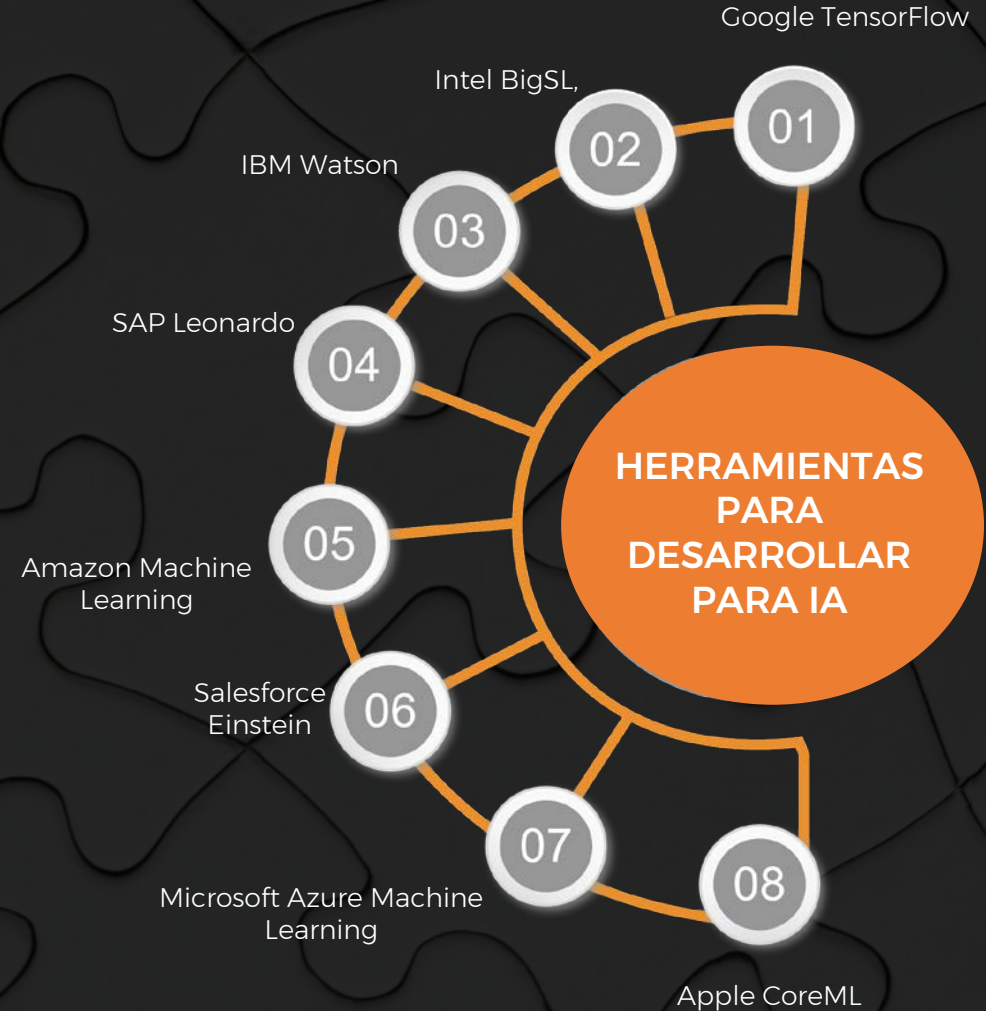 Google TensorFlow
01
Intel BigSL,
02
IBM Watson
03
SAP Leonardo
04
05
Amazon Machine
Learning
Salesforce
Einstein
06
07
Microsoft Azure Machine
Learning
08
Apple CoreML
HERRAMIENTAS
PARA
DESARROLLAR
PARA IA